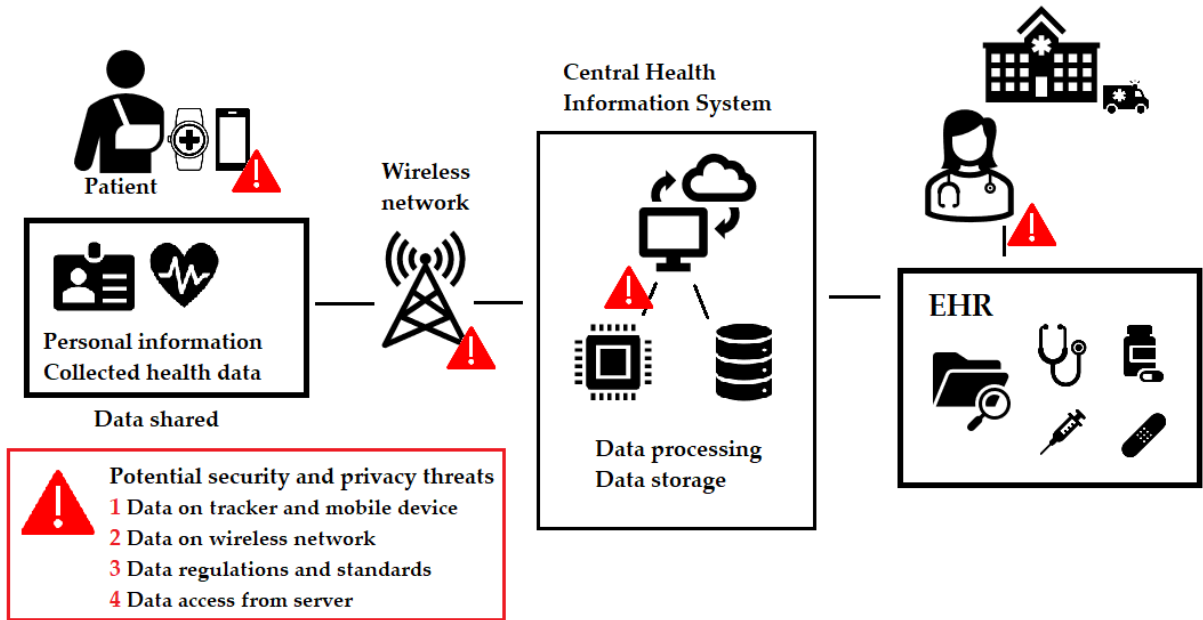 Patient
Personal information
Collected health data
Data shared
Wireless
network
Central Health
Information System
Data processing
Data storage
EHR
Potential security and privacy threats
1 Data on tracker and mobile device
2 Data on wireless network
3 Data regulations and standards
4 Data access from server